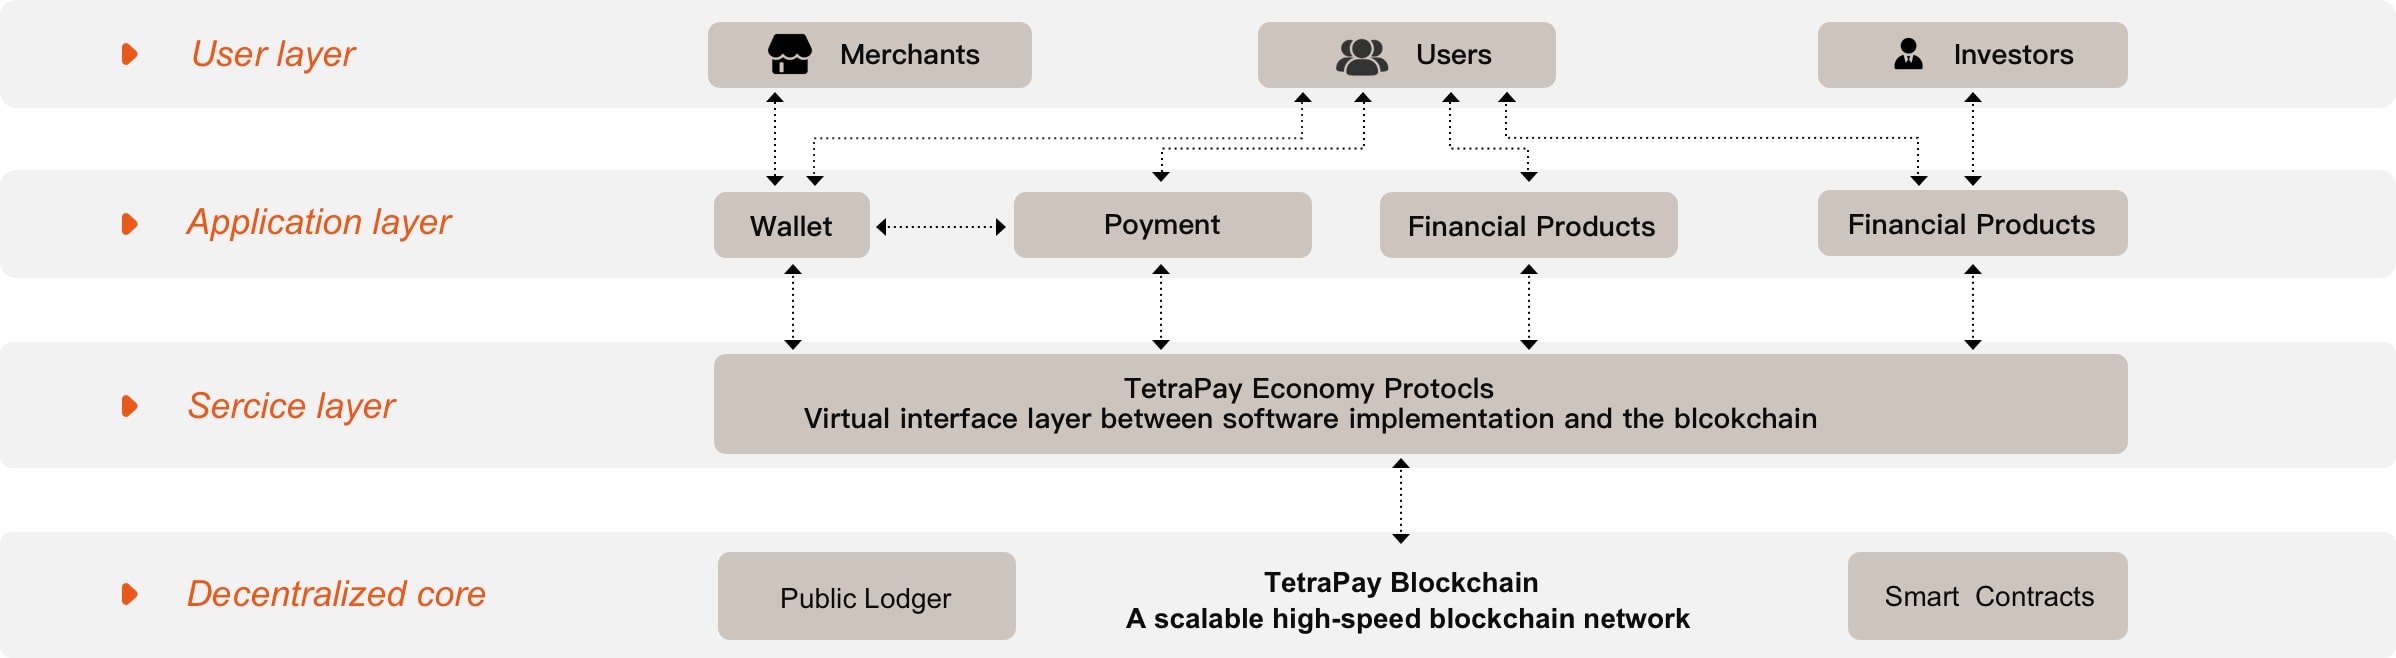 User layer
Merchants
Users
Investors
Application layer
Wallet
Poyment
Financial Products
Financial Products
Sercice layer
TetraPay Economy Protocls
Virtual interface layer between software implementation and the blcokchain
Decentralized core
Public Lodger
TetraPay Blockchain
A scalable high-speed blockchain network
Smart Contracts